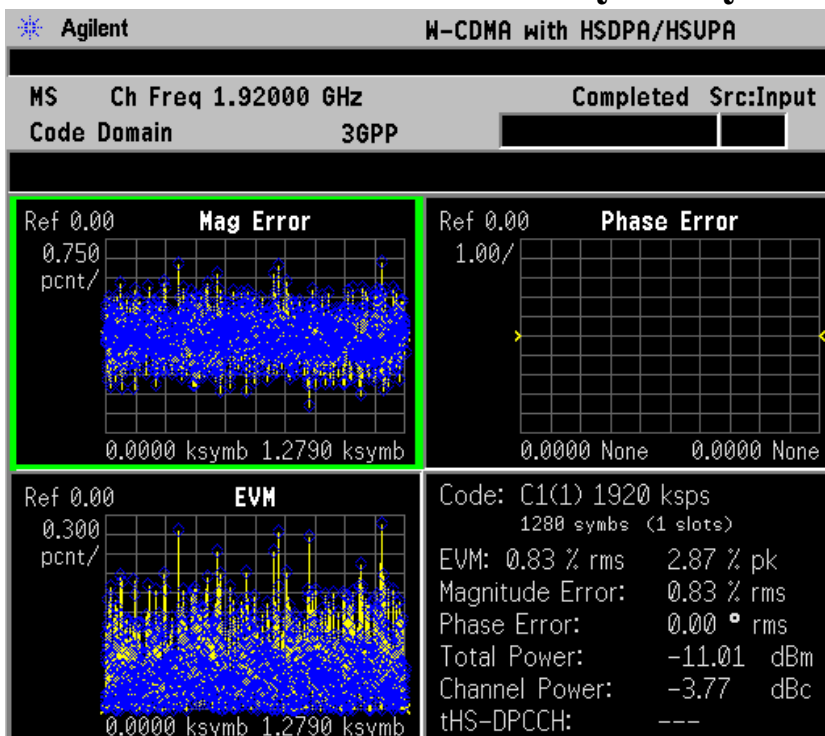 Agilent W-CDMA with HSDPA/HSUPA
MS Ch Freq 1.92000 GHz Completed Src:Input
Code Domain 3GPP
Ref 0.00 Mag Error
0.750
pcnt/
0.0000 ksymb 1.2790 ksymb
Ref 0.00 Phase Error
1.00/
0.0000 None 0.0000 None
Ref 0.00 EVM
0.300
pcnt/
0.0000 ksymb 1.2790 ksymb
Code: C1(1) 1920 ksps
1280 symbs (1 slots)
EVM: 0.83 % rms 2.87 % pk
Magnitude Error: 0.83 % rms
Phase Error: 0.00 ° rms
Total Power: -11.01 dBm
Channel Power: -3.77 dBc
tHS-DPCCH: ---